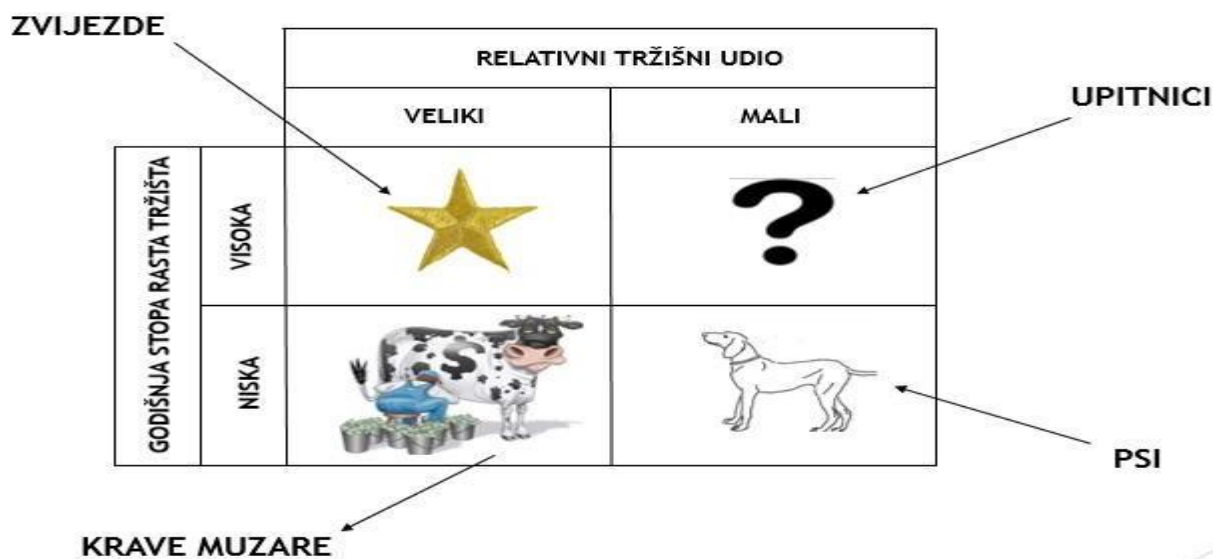 ZVIJEZDE
RELATIVNI TRŽIŠNI UDIO
UPITNICI
VELIKI
MALI
GODIŠNJA STOPA RASTA TRŽIŠTA
VISOKA
?
NISKA
$
PSI
KRAVE MUZARE